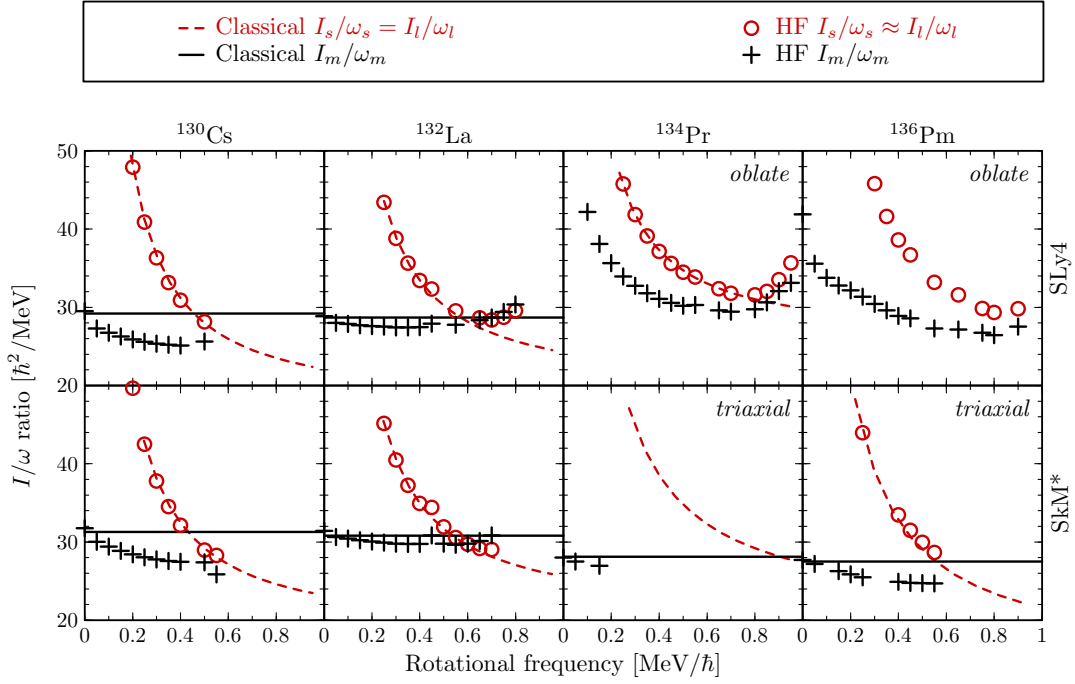 Classical I_s/ω_s = I_l/ω_l
HF I_s/ω_s ≈ I_l/ω_l
Classical I_m/ω_m
HF I_m/ω_m
¹³⁰Cs ¹³²La ¹³⁴Pr ¹³⁶Pm
50
oblate oblate
40
30
20
SLy4
I/ω ratio [ℏ²/MeV]
triaxial triaxial
40
30
20
SkM*
0 0.2 0.4 0.6 0.8 0 0.2 0.4 0.6 0.8 0 0.2 0.4 0.6 0.8 0.2 0.4 0.6 0.8 1
Rotational frequency [MeV/ℏ]